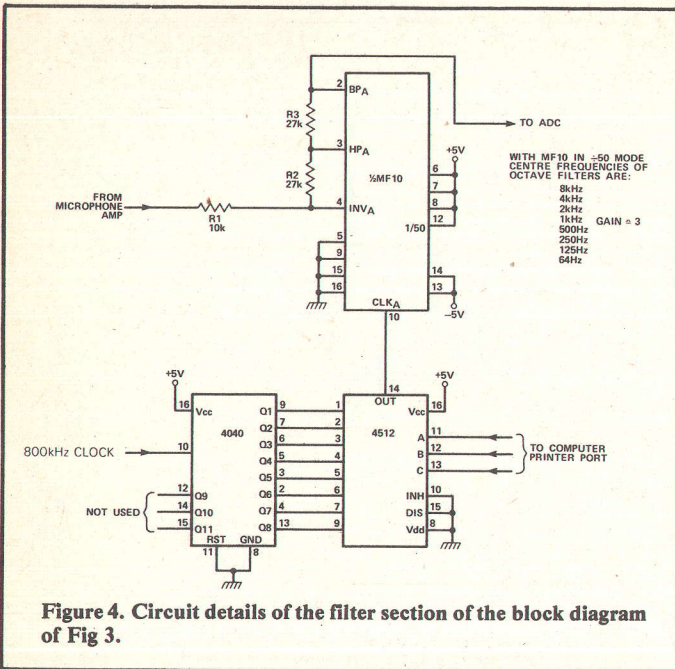 2
BPA
R3
27k
3
HPA
R2
27k
½MF10
TO ADC
+5V
6
7
8
12
1/50
WITH MF10 IN ÷50 MODE
CENTRE FREQUENCIES OF
OCTAVE FILTERS ARE:
8kHz
4kHz
2kHz
1kHz
500Hz
250Hz
125Hz
64Hz
GAIN = 3
FROM
MICROPHONE
AMP
R1
10k
4
INVA
5
9
15
16
14
13
-5V
CLKA
10
+5V
16
Vcc
4040
800kHz CLOCK
10
NOT USED
12 Q9
14 Q10
15 Q11
RST GND
11 8
Q1 9
Q2 7
Q3 6
Q4 5
Q5 3
Q6 2
Q7 4
Q8 13
14
OUT
+5V
Vcc 16
4512
1
2
3
4
5
6
7
9
A 11
B 12
C 13
TO COMPUTER
PRINTER PORT
INH 10
DIS 15
Vdd 8
Figure 4. Circuit details of the filter section of the block diagram
of Fig 3.